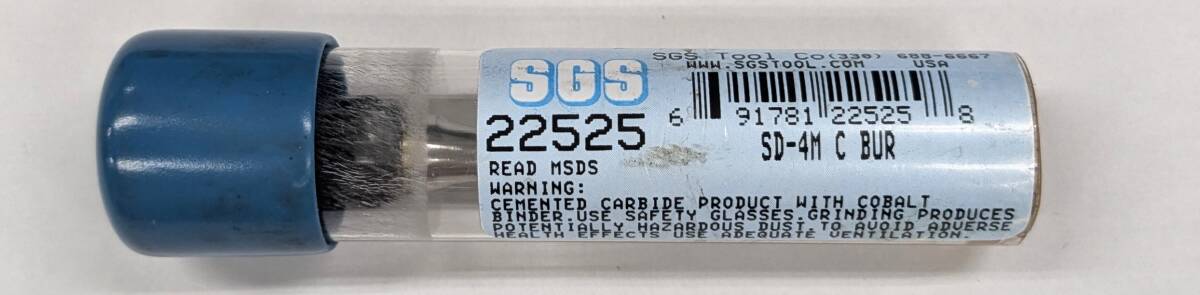 SGS Tool Co(330) 688-6667
WWW.SGSTOOL.COM USA
SGS
6 91781 22525 8
22525
SD-4M C BUR
READ MSDS
WARNING:
CEMENTED CARBIDE PRODUCT WITH COBALT
BINDER.USE SAFETY GLASSES.GRINDING PRODUCES
POTENTIALLY HAZARDOUS DUST.TO AVOID ADVERSE
HEALTH EFFECTS USE ADEQUATE VENTILATION.